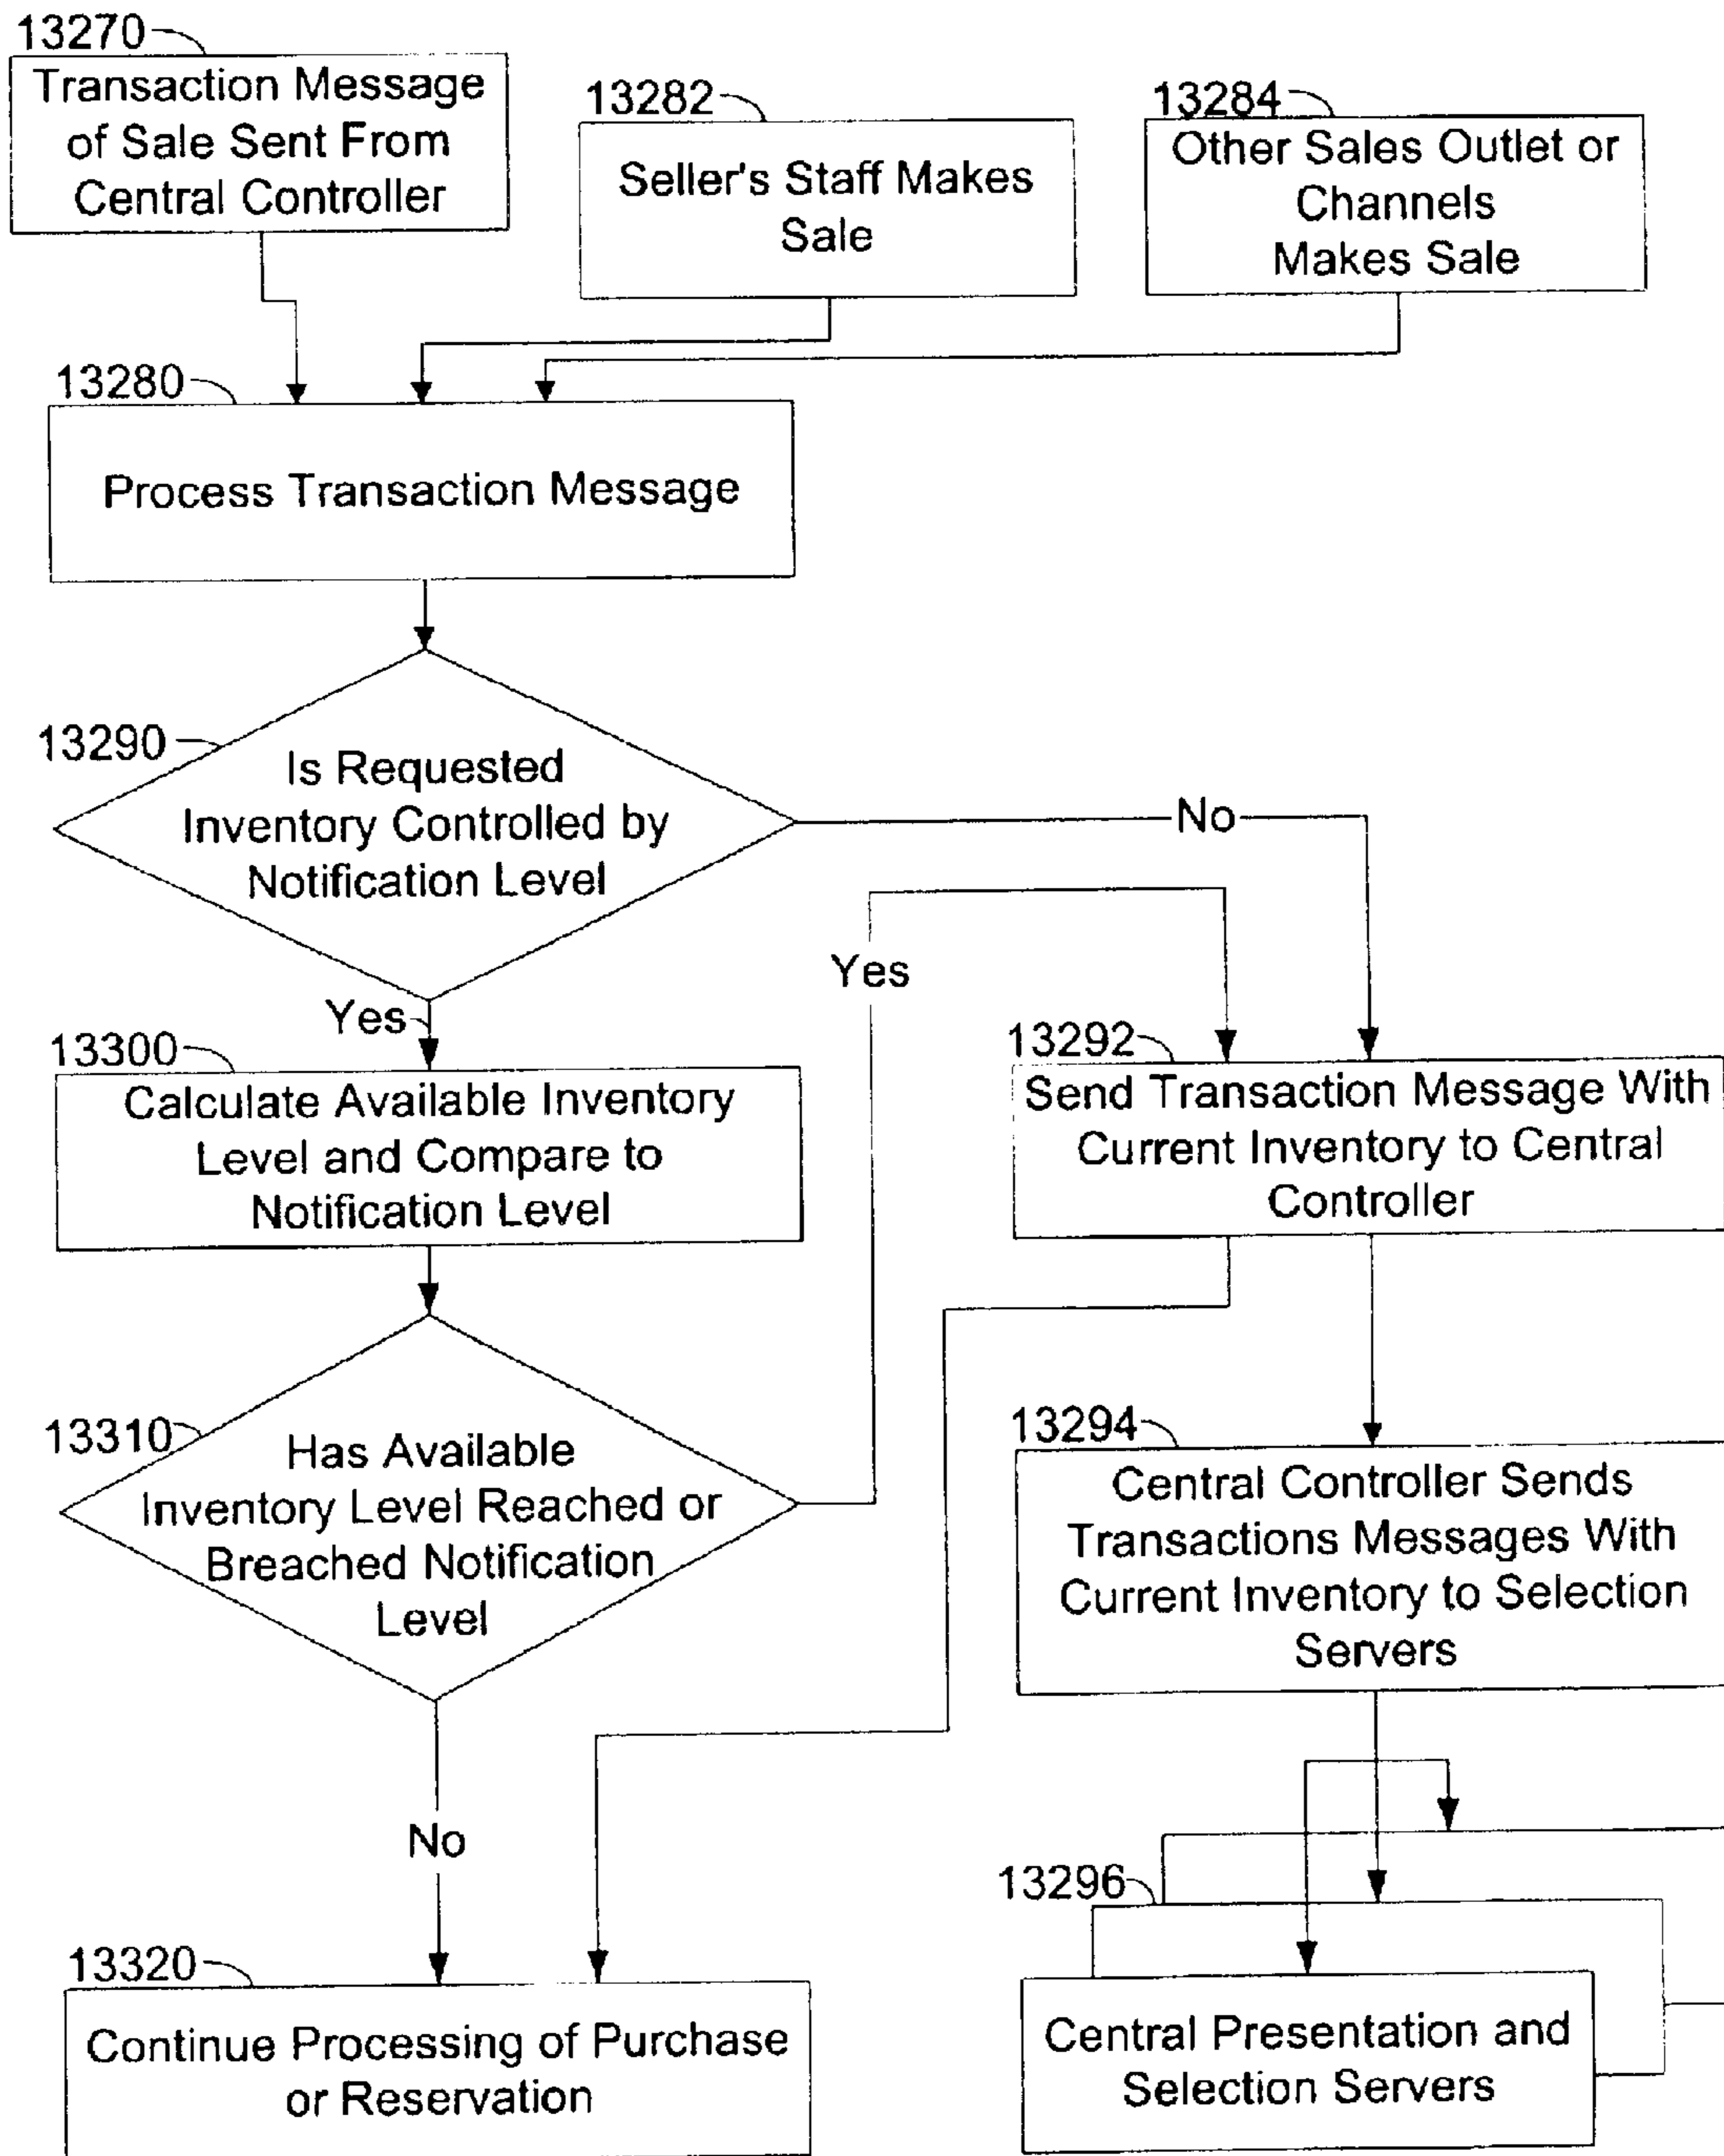 13270
Transaction Message
of Sale Sent From
Central Controller
13282
Seller's Staff Makes
Sale
13284
Other Sales Outlet or
Channels
Makes Sale
13280
Process Transaction Message
13290
Is Requested
Inventory Controlled by
Notification Level
No
Yes
Yes
13300
Calculate Available Inventory
Level and Compare to
Notification Level
13292
Send Transaction Message With
Current Inventory to Central
Controller
13310
Has Available
Inventory Level Reached or
Breached Notification
Level
13294
Central Controller Sends
Transactions Messages With
Current Inventory to Selection
Servers
No
13296
Central Presentation and
Selection Servers
13320
Continue Processing of Purchase
or Reservation